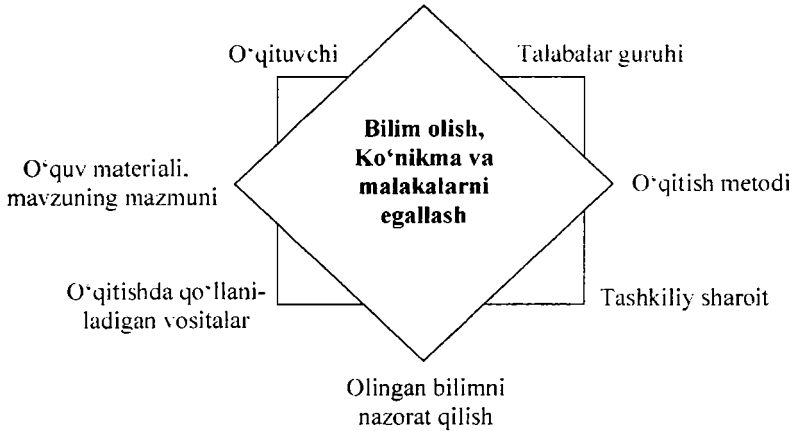 O‘qituvchi
Talabalar guruhi
Bilim olish,
Ko‘nikma va
malakalarni
egallash
O‘quv materiali.
mavzuning mazmuni
O‘qitish metodi
O‘qitishda qo‘llani-
ladigan vositalar
Tashkiliy sharoit
Olingan bilimni
nazorat qilish